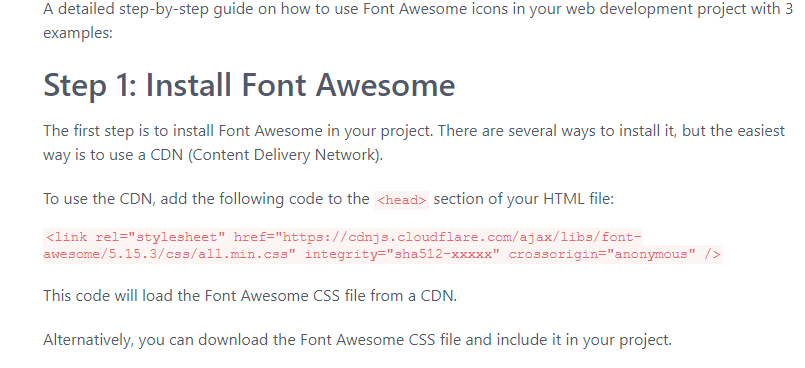 A detailed step-by-step guide on how to use Font Awesome icons in your web development project with 3
examples:
Step 1: Install Font Awesome
The first step is to install Font Awesome in your project. There are several ways to install it, but the easiest
way is to use a CDN (Content Delivery Network).
To use the CDN, add the following code to the <head> section of your HTML file:
<link rel="stylesheet" href="https://cdnjs.cloudflare.com/ajax/libs/font-
awesome/5.15.3/css/all.min.css" integrity="sha512-xxxxx" crossorigin="anonymous" />
This code will load the Font Awesome CSS file from a CDN.
Alternatively, you can download the Font Awesome CSS file and include it in your project.